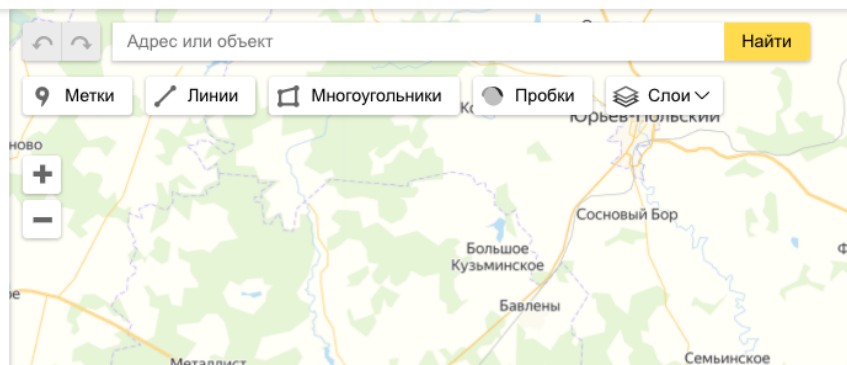 Адрес или объект
Найти
Метки
Линии
Многоугольники
Пробки
Слои
Юрьев-Польский
Сосновый Бор
Большое
Кузьминское
Бавлены
Металлист
Семьинское